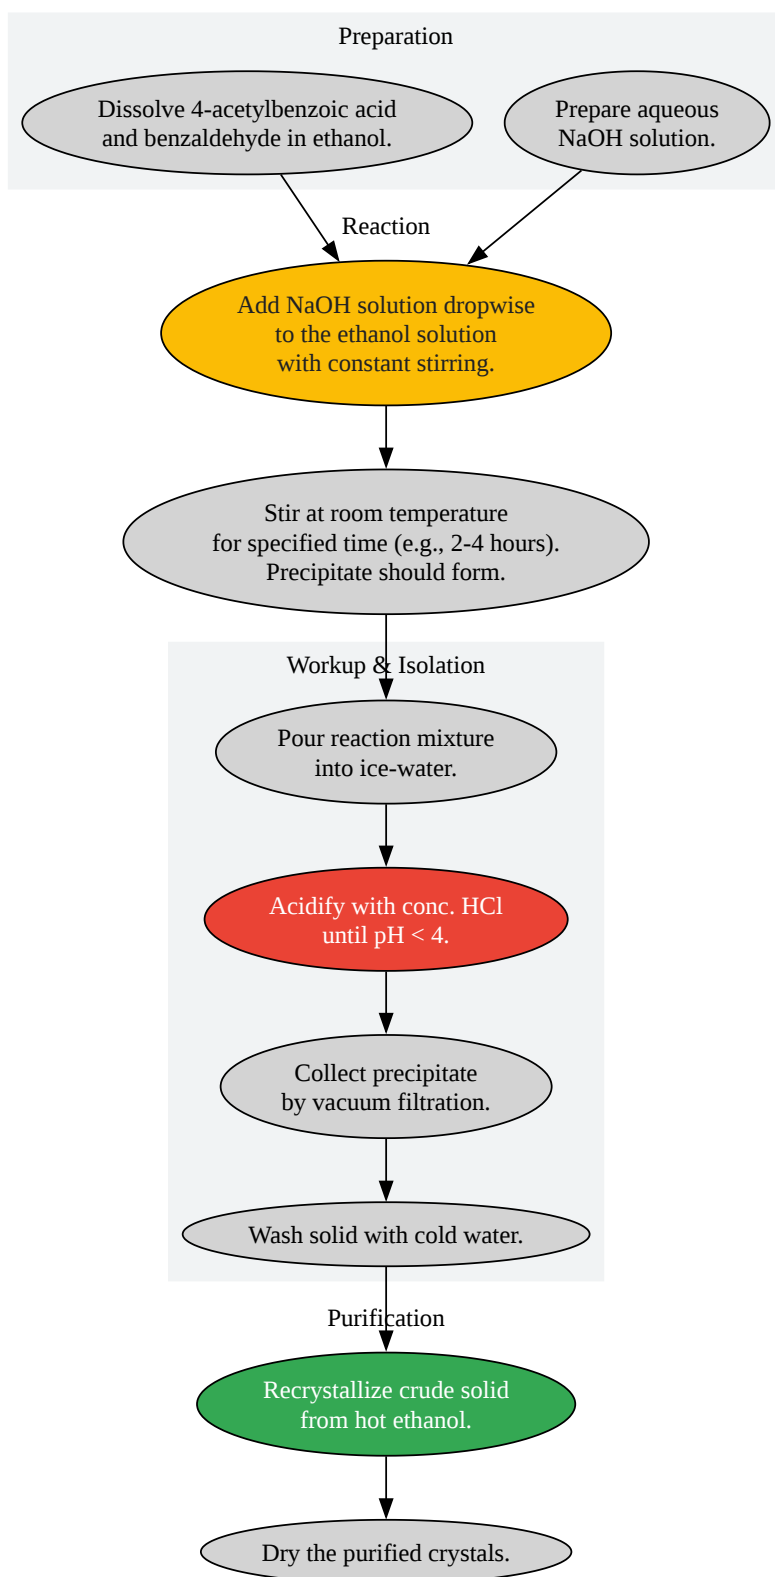 Preparation
Dissolve 4-acetylbenzoic acid
and benzaldehyde in ethanol.
Prepare aqueous
NaOH solution.
Reaction
Add NaOH solution dropwise
to the ethanol solution
with constant stirring.
Stir at room temperature
for specified time (e.g., 2-4 hours).
Precipitate should form.
Workup & Isolation
Pour reaction mixture
into ice-water.
Acidify with conc. HCl
until pH < 4.
Collect precipitate
by vacuum filtration.
Wash solid with cold water.
Purification
Recrystallize crude solid
from hot ethanol.
Dry the purified crystals.